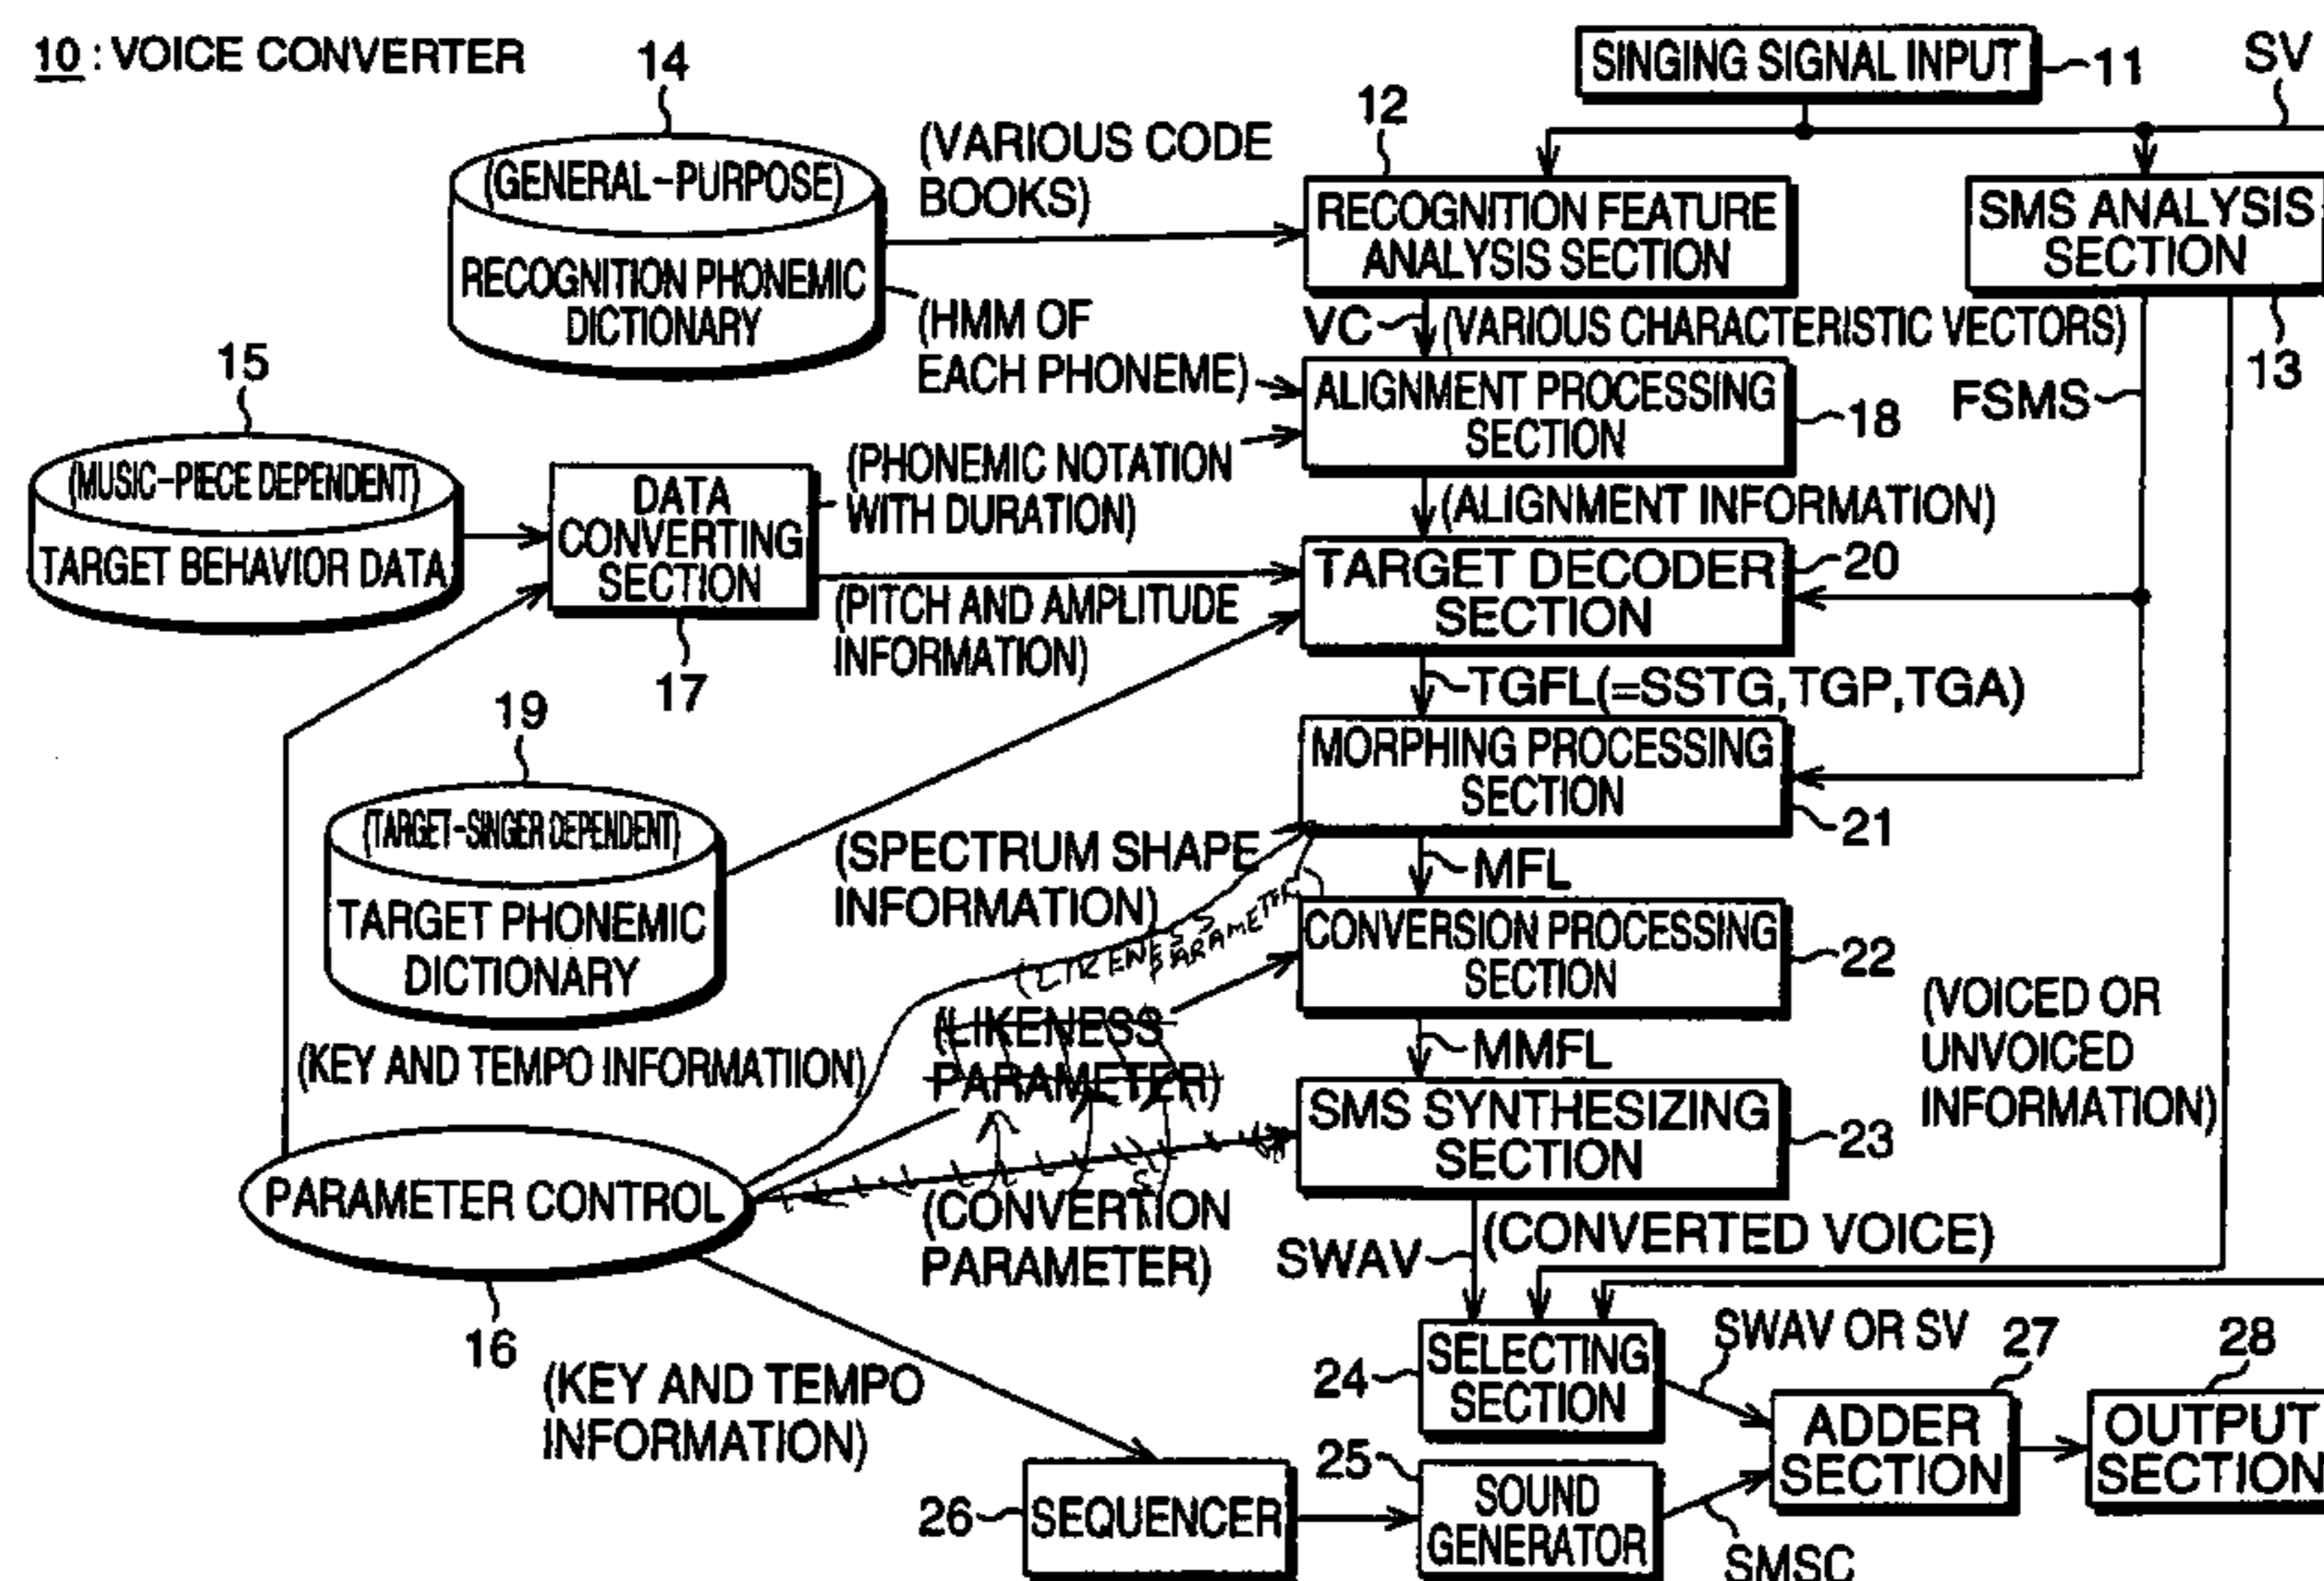 10 : VOICE CONVERTER
14
SINGING SIGNAL INPUT
11
SV
12
(GENERAL-PURPOSE)
RECOGNITION PHONEMIC
DICTIONARY
(VARIOUS CODE
BOOKS)
RECOGNITION FEATURE
ANALYSIS SECTION
SMS ANALYSIS
SECTION
13
(HMM OF
EACH PHONEME)
VC
(VARIOUS CHARACTERISTIC VECTORS)
15
ALIGNMENT PROCESSING
SECTION
18
FSMS
(MUSIC-PIECE DEPENDENT)
TARGET BEHAVIOR DATA
DATA
CONVERTING
SECTION
17
(PHONEMIC NOTATION
WITH DURATION)
(ALIGNMENT INFORMATION)
TARGET DECODER
SECTION
20
(PITCH AND AMPLITUDE
INFORMATION)
TGFL(=SSTG,TGP,TGA)
19
MORPHING PROCESSING
SECTION
21
(TARGET-SINGER DEPENDENT)
TARGET PHONEMIC
DICTIONARY
(SPECTRUM SHAPE
INFORMATION)
MFL
(LIKENESS
PARAMETER)
CONVERSION PROCESSING
SECTION
22
(VOICED OR
UNVOICED
INFORMATION)
(KEY AND TEMPO INFORMATIION)
(LIKENESS
PARAMETER)
MMFL
SMS SYNTHESIZING
SECTION
23
PARAMETER CONTROL
16
S
(CONVERTION
PARAMETER)
SWAV
(CONVERTED VOICE)
(KEY AND TEMPO
INFORMATION)
24
SELECTING
SECTION
SWAV OR SV
27
28
ADDER
SECTION
OUTPUT
SECTION
26
SEQUENCER
25
SOUND
GENERATOR
SMSC